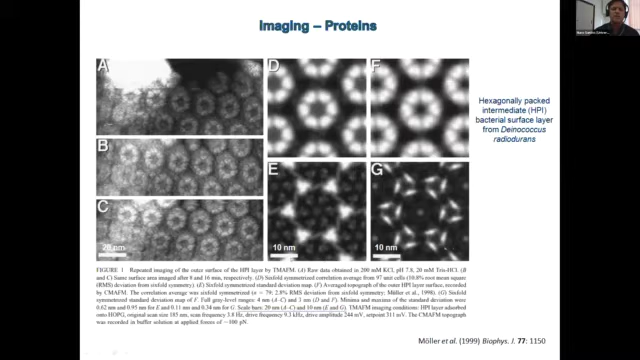 Imaging – Proteins
A
B
C
20 nm
D
F
E
10 nm
G
10 nm
Hexagonally packed
intermediate (HPI)
bacterial surface layer
from Deinococcus
radiodurans
FIGURE 1 Repeated imaging of the outer surface of the HPI layer by TMAFM. (A) Raw data obtained in 200 mM KCl, pH 7.8, 20 mM Tris-HCl. (B
and C) Same surface area imaged after 8 and 16 min, respectively. (D) Sixfold symmetrized correlation average from 97 unit cells (10.8% root mean square
(RMS) deviation from sixfold symmetry). (E) Sixfold symmetrized standard deviation map. (F) Averaged topograph of the outer HPI layer surface, recorded
by CMAFM. The correlation average was sixfold symmetrized (n = 79; 2.8% RMS deviation from sixfold symmetry; Müller et al., 1998). (G) Sixfold
symmetrized standard deviation map of F. Full gray-level ranges: 4 nm (A–C) and 3 nm (D and F). Minima and maxima of the standard deviation were
0.62 nm and 0.95 nm for E and 0.11 nm and 0.34 nm for G. Scale bars: 20 nm (A–C) and 10 nm (E and G). TMAFM imaging conditions: HPI layer adsorbed
onto HOPG, original scan size 185 nm, scan frequency 3.8 Hz, drive frequency 9.3 kHz, drive amplitude 244 mV, setpoint 311 mV. The CMAFM topograph
was recorded in buffer solution at applied forces of ~100 pN.
Möller et al. (1999) Biophys. J. 77: 1150